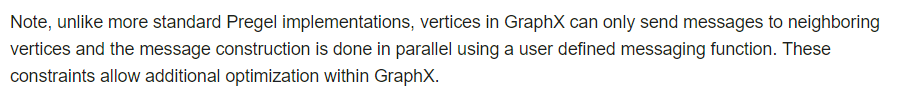 Note, unlike more standard Pregel implementations, vertices in GraphX can only send messages to neighboring
vertices and the message construction is done in parallel using a user defined messaging function. These
constraints allow additional optimization within GraphX.